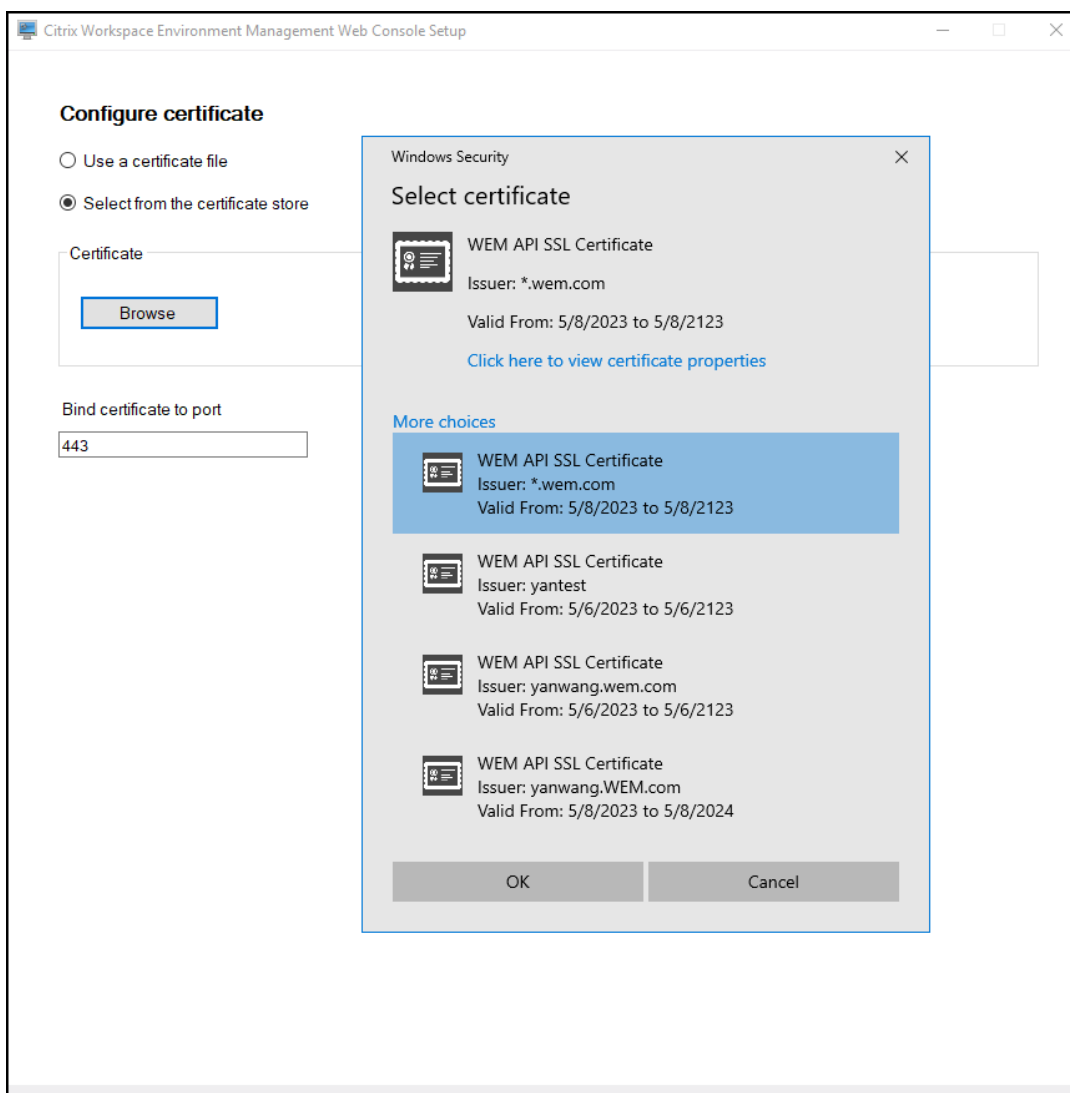 Citrix Workspace Environment Management Web Console Setup
Configure certificate
Use a certificate file
Select from the certificate store
Certificate
Browse
Bind certificate to port
443
Windows Security
Select certificate
WEM API SSL Certificate
Issuer: *.wem.com
Valid From: 5/8/2023 to 5/8/2123
Click here to view certificate properties
More choices
WEM API SSL Certificate
Issuer: *.wem.com
Valid From: 5/8/2023 to 5/8/2123
WEM API SSL Certificate
Issuer: yantest
Valid From: 5/6/2023 to 5/6/2123
WEM API SSL Certificate
Issuer: yanwang.wem.com
Valid From: 5/6/2023 to 5/6/2123
WEM API SSL Certificate
Issuer: yanwang.WEM.com
Valid From: 5/8/2023 to 5/8/2024
OK
Cancel